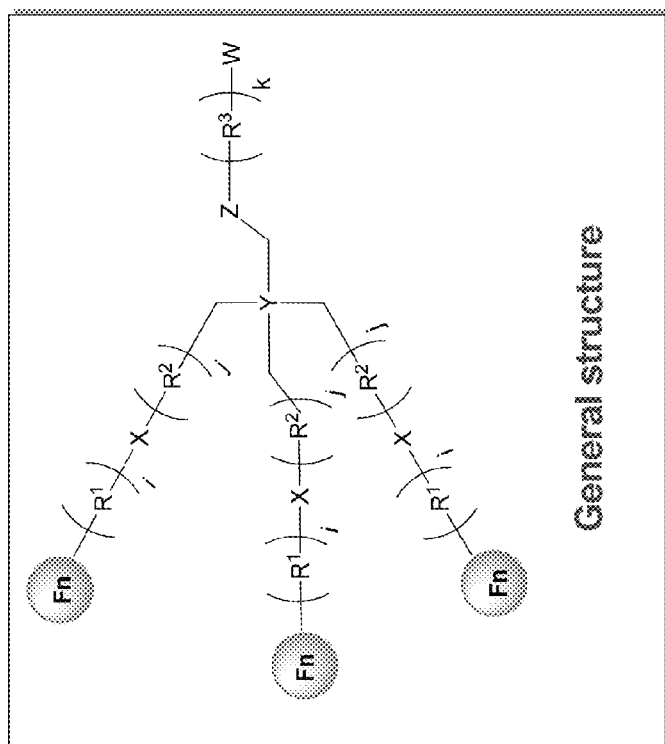 Fn
(R¹)i X (R²)j
Fn
(R¹)i X (R²)j
Fn
(R¹)i X (R²)j
Y
Z (R³)k W
General structure